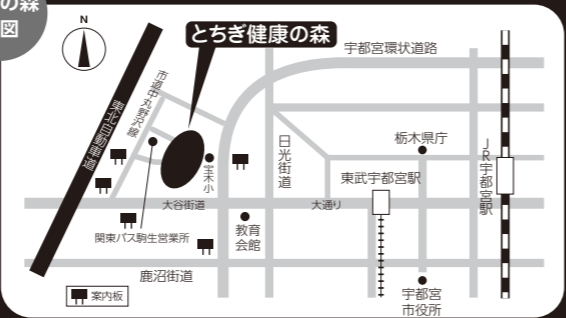 の森
図
N
とちぎ健康の森
宇都宮環状道路
東北自動車道
市道中丸野沢線
日光街道
栃木県庁
JR宇都宮駅
宝木小
東武宇都宮駅
大谷街道
大通り
関東バス駒生営業所
教育
会館
鹿沼街道
案内板
宇都宮
市役所